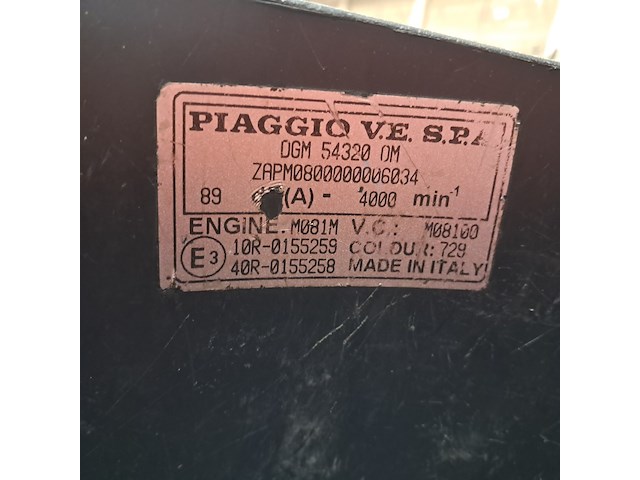 PIAGGIO V.E. S.P.A
DGM 54320 OM
ZAPM0800000006034
89 (A) - 4000 min-1
ENGINE. M081M V.C.: M08100
E3 10R-0155259 COLOUR: 729
40R-0155258 MADE IN ITALY